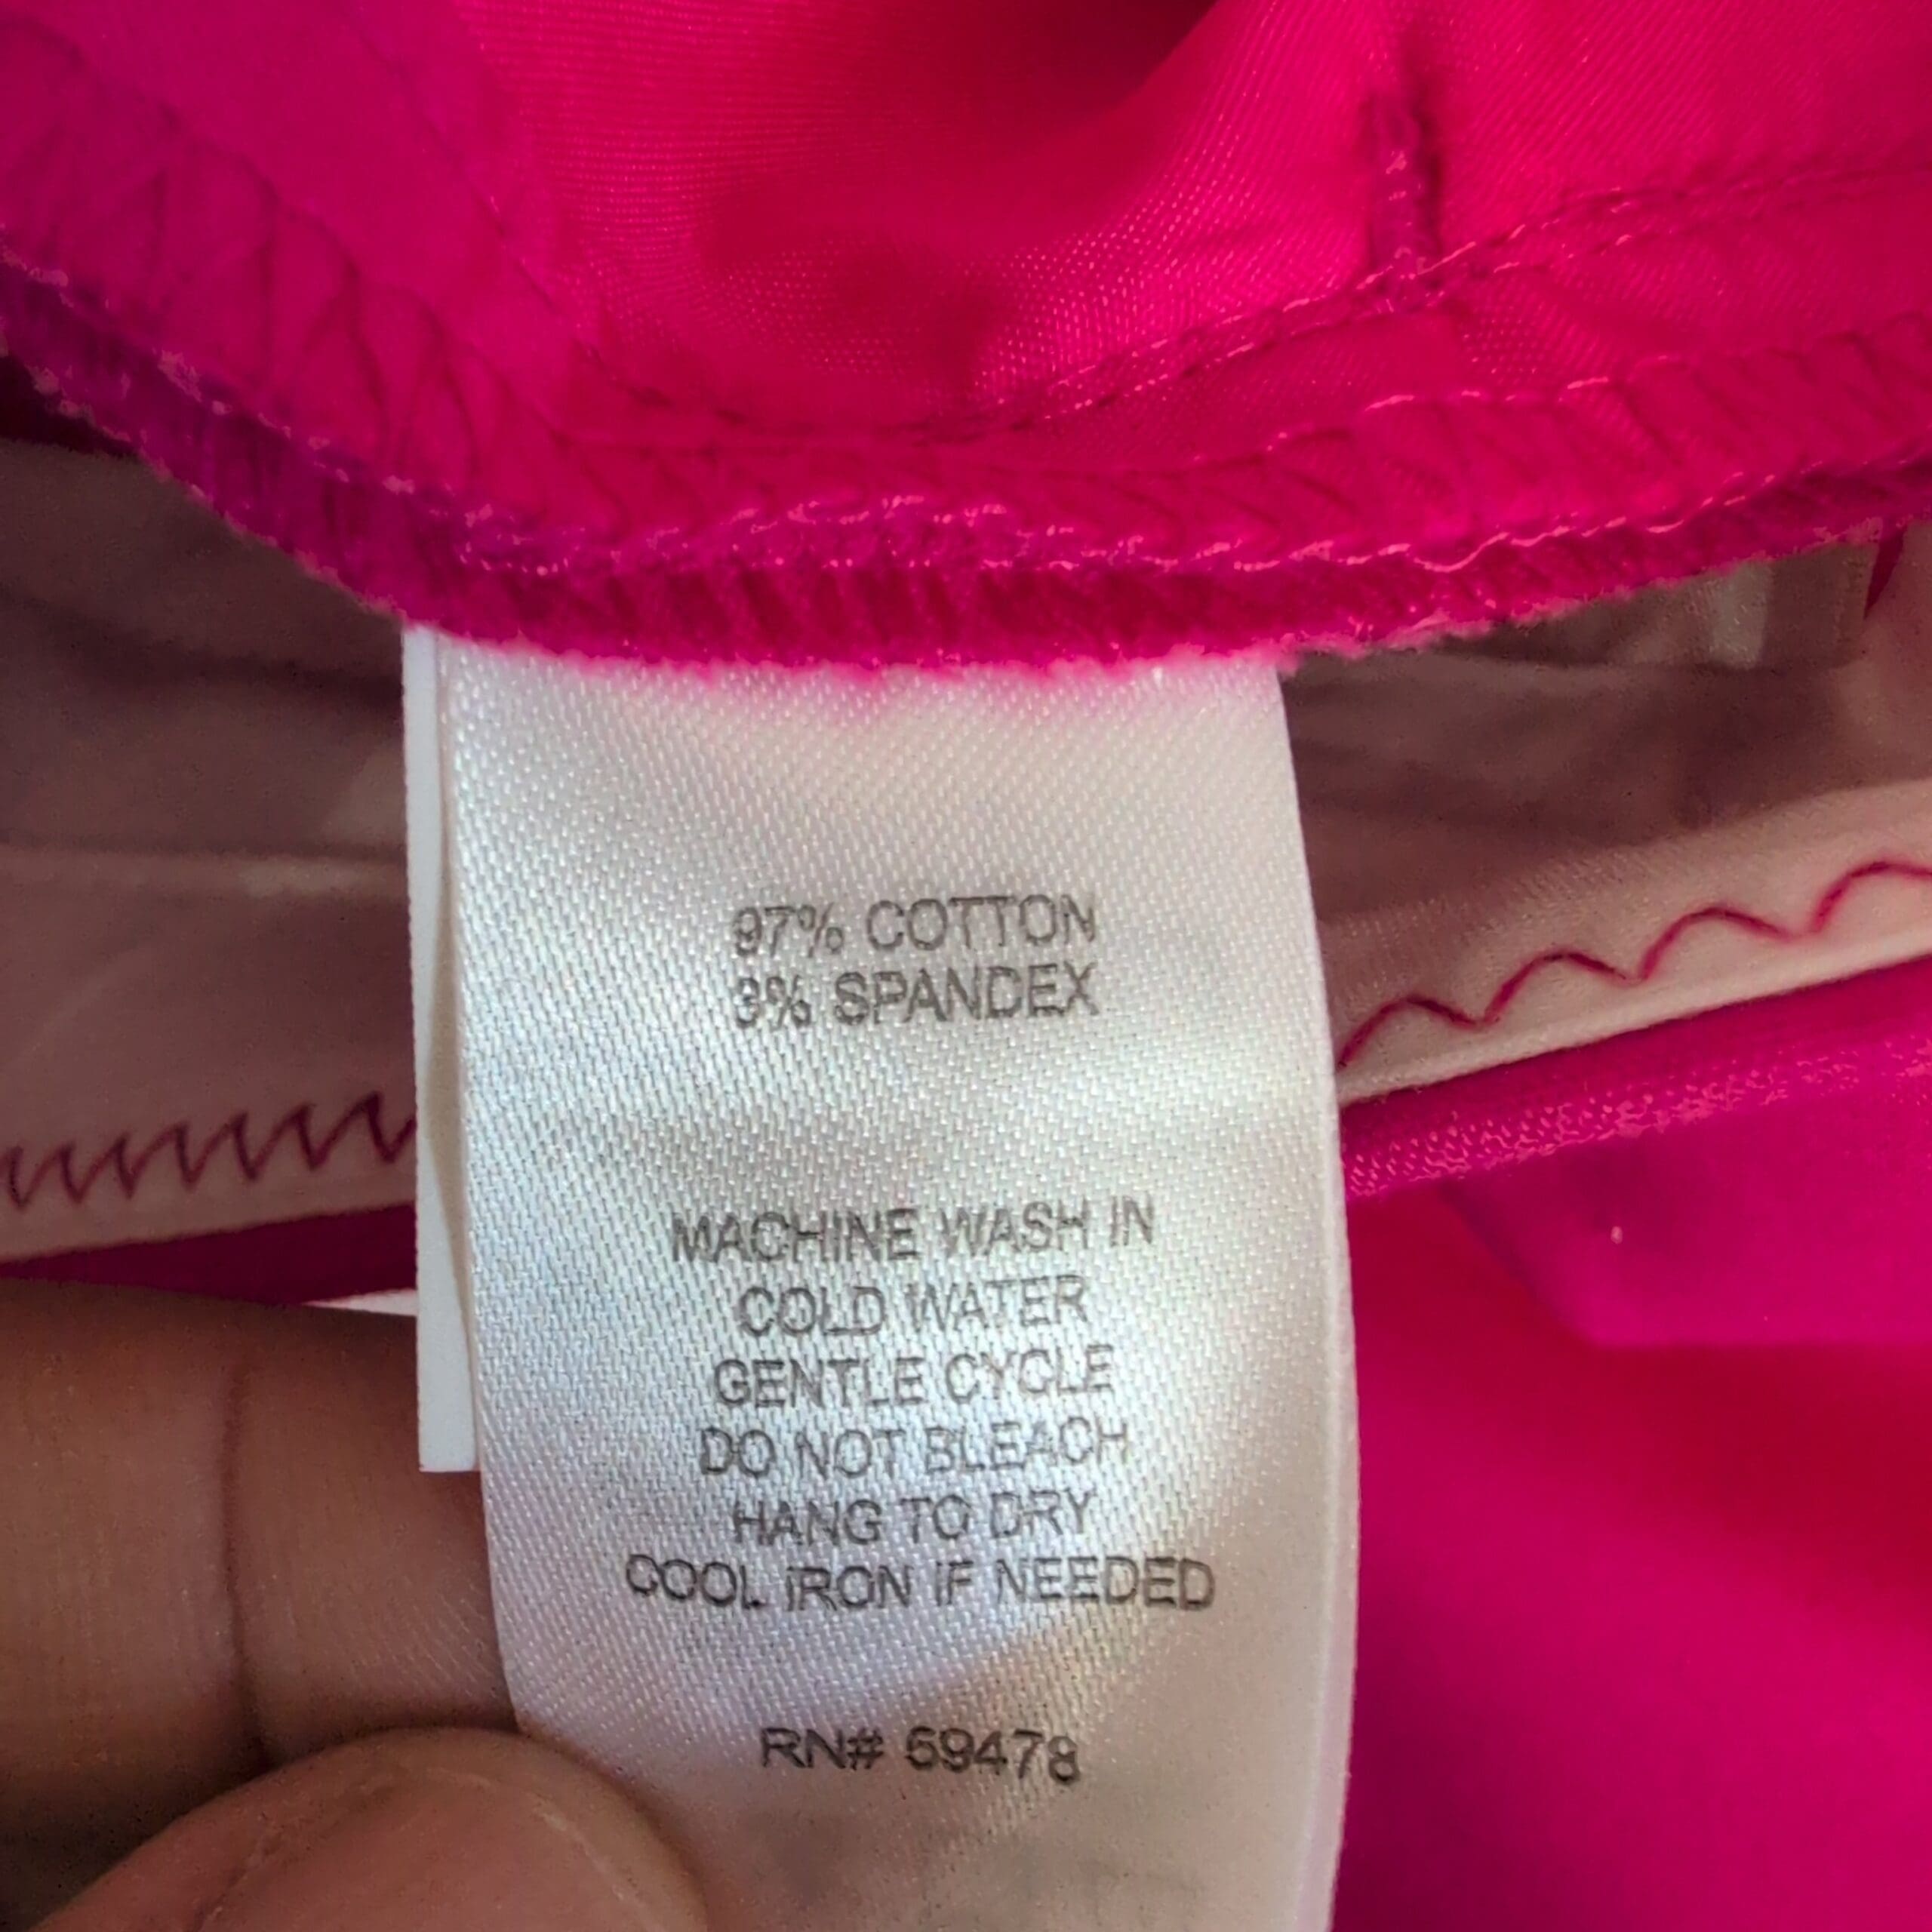 97% COTTON
3% SPANDEX
MACHINE WASH IN
COLD WATER
GENTLE CYCLE
DO NOT BLEACH
HANG TO DRY
COOL IRON IF NEEDED
RN# 59478